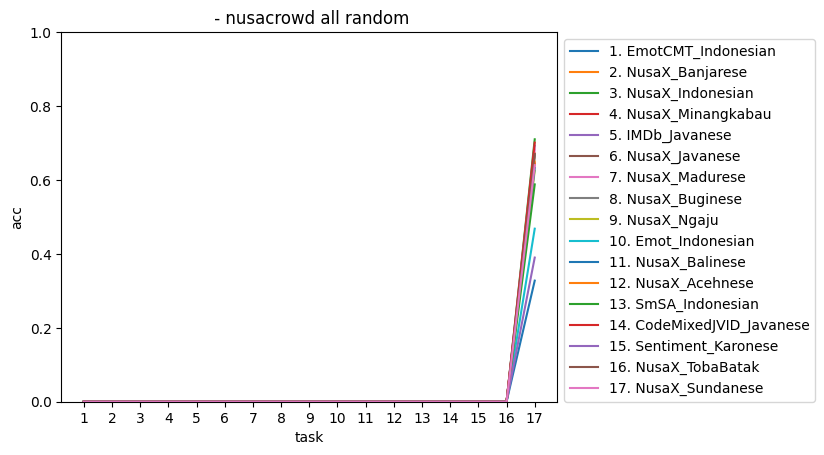 - nusacrowd all random
1.0
0.8
0.6
0.4
0.2
0.0
acc
1 2 3 4 5 6 7 8 9 10 11 12 13 14 15 16 17
task
1. EmotCMT_Indonesian
2. NusaX_Banjarese
3. NusaX_Indonesian
4. NusaX_Minangkabau
5. IMDb_Javanese
6. NusaX_Javanese
7. NusaX_Madurese
8. NusaX_Buginese
9. NusaX_Ngaju
10. Emot_Indonesian
11. NusaX_Balinese
12. NusaX_Acehnese
13. SmSA_Indonesian
14. CodeMixedJVID_Javanese
15. Sentiment_Karonese
16. NusaX_TobaBatak
17. NusaX_Sundanese